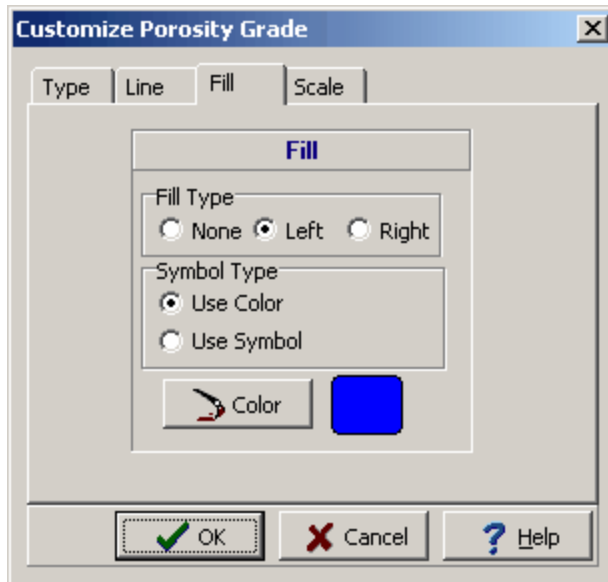 Customize Porosity Grade
Type Line Fill Scale
Fill
Fill Type
None Left Right
Symbol Type
Use Color
Use Symbol
Color
OK Cancel Help